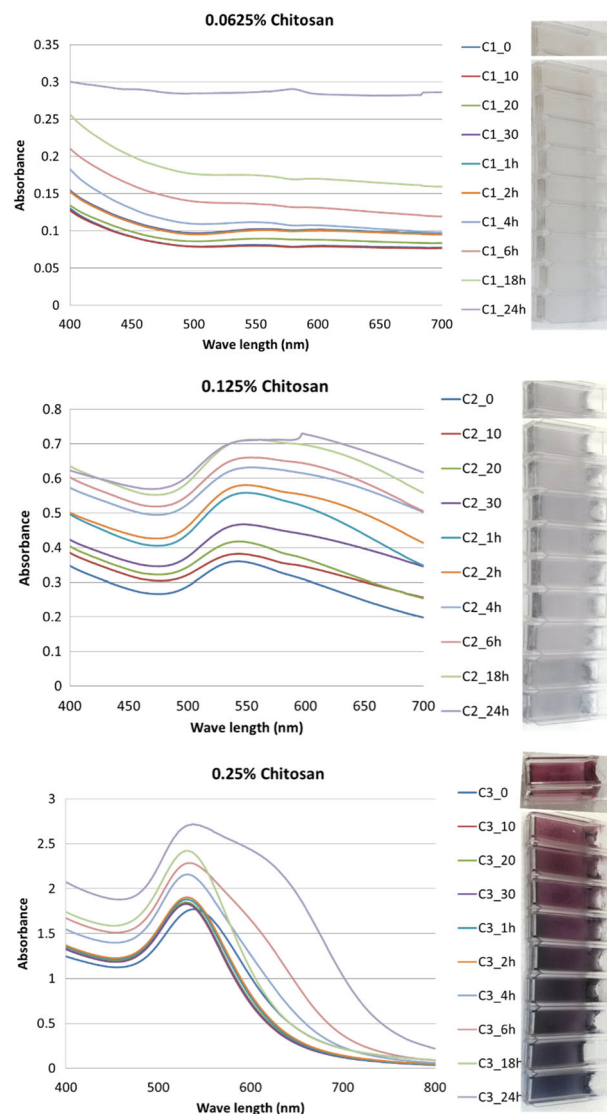 0.0625% Chitosan
0.35
0.3
0.25
0.2
0.15
0.1
0.05
0
Absorbance
400
450
500
550
600
650
700
Wave length (nm)
C1_0
C1_10
C1_20
C1_30
C1_1h
C1_2h
C1_4h
C1_6h
C1_18h
C1_24h
0.125% Chitosan
0.8
0.7
0.6
0.5
0.4
0.3
0.2
0.1
0
Absorbance
400
450
500
550
600
650
700
Wave length (nm)
C2_0
C2_10
C2_20
C2_30
C2_1h
C2_2h
C2_4h
C2_6h
C2_18h
C2_24h
0.25% Chitosan
3
2.5
2
1.5
1
0.5
0
Absorbance
400
500
600
700
800
Wave length (nm)
C3_0
C3_10
C3_20
C3_30
C3_1h
C3_2h
C3_4h
C3_6h
C3_18h
C3_24h